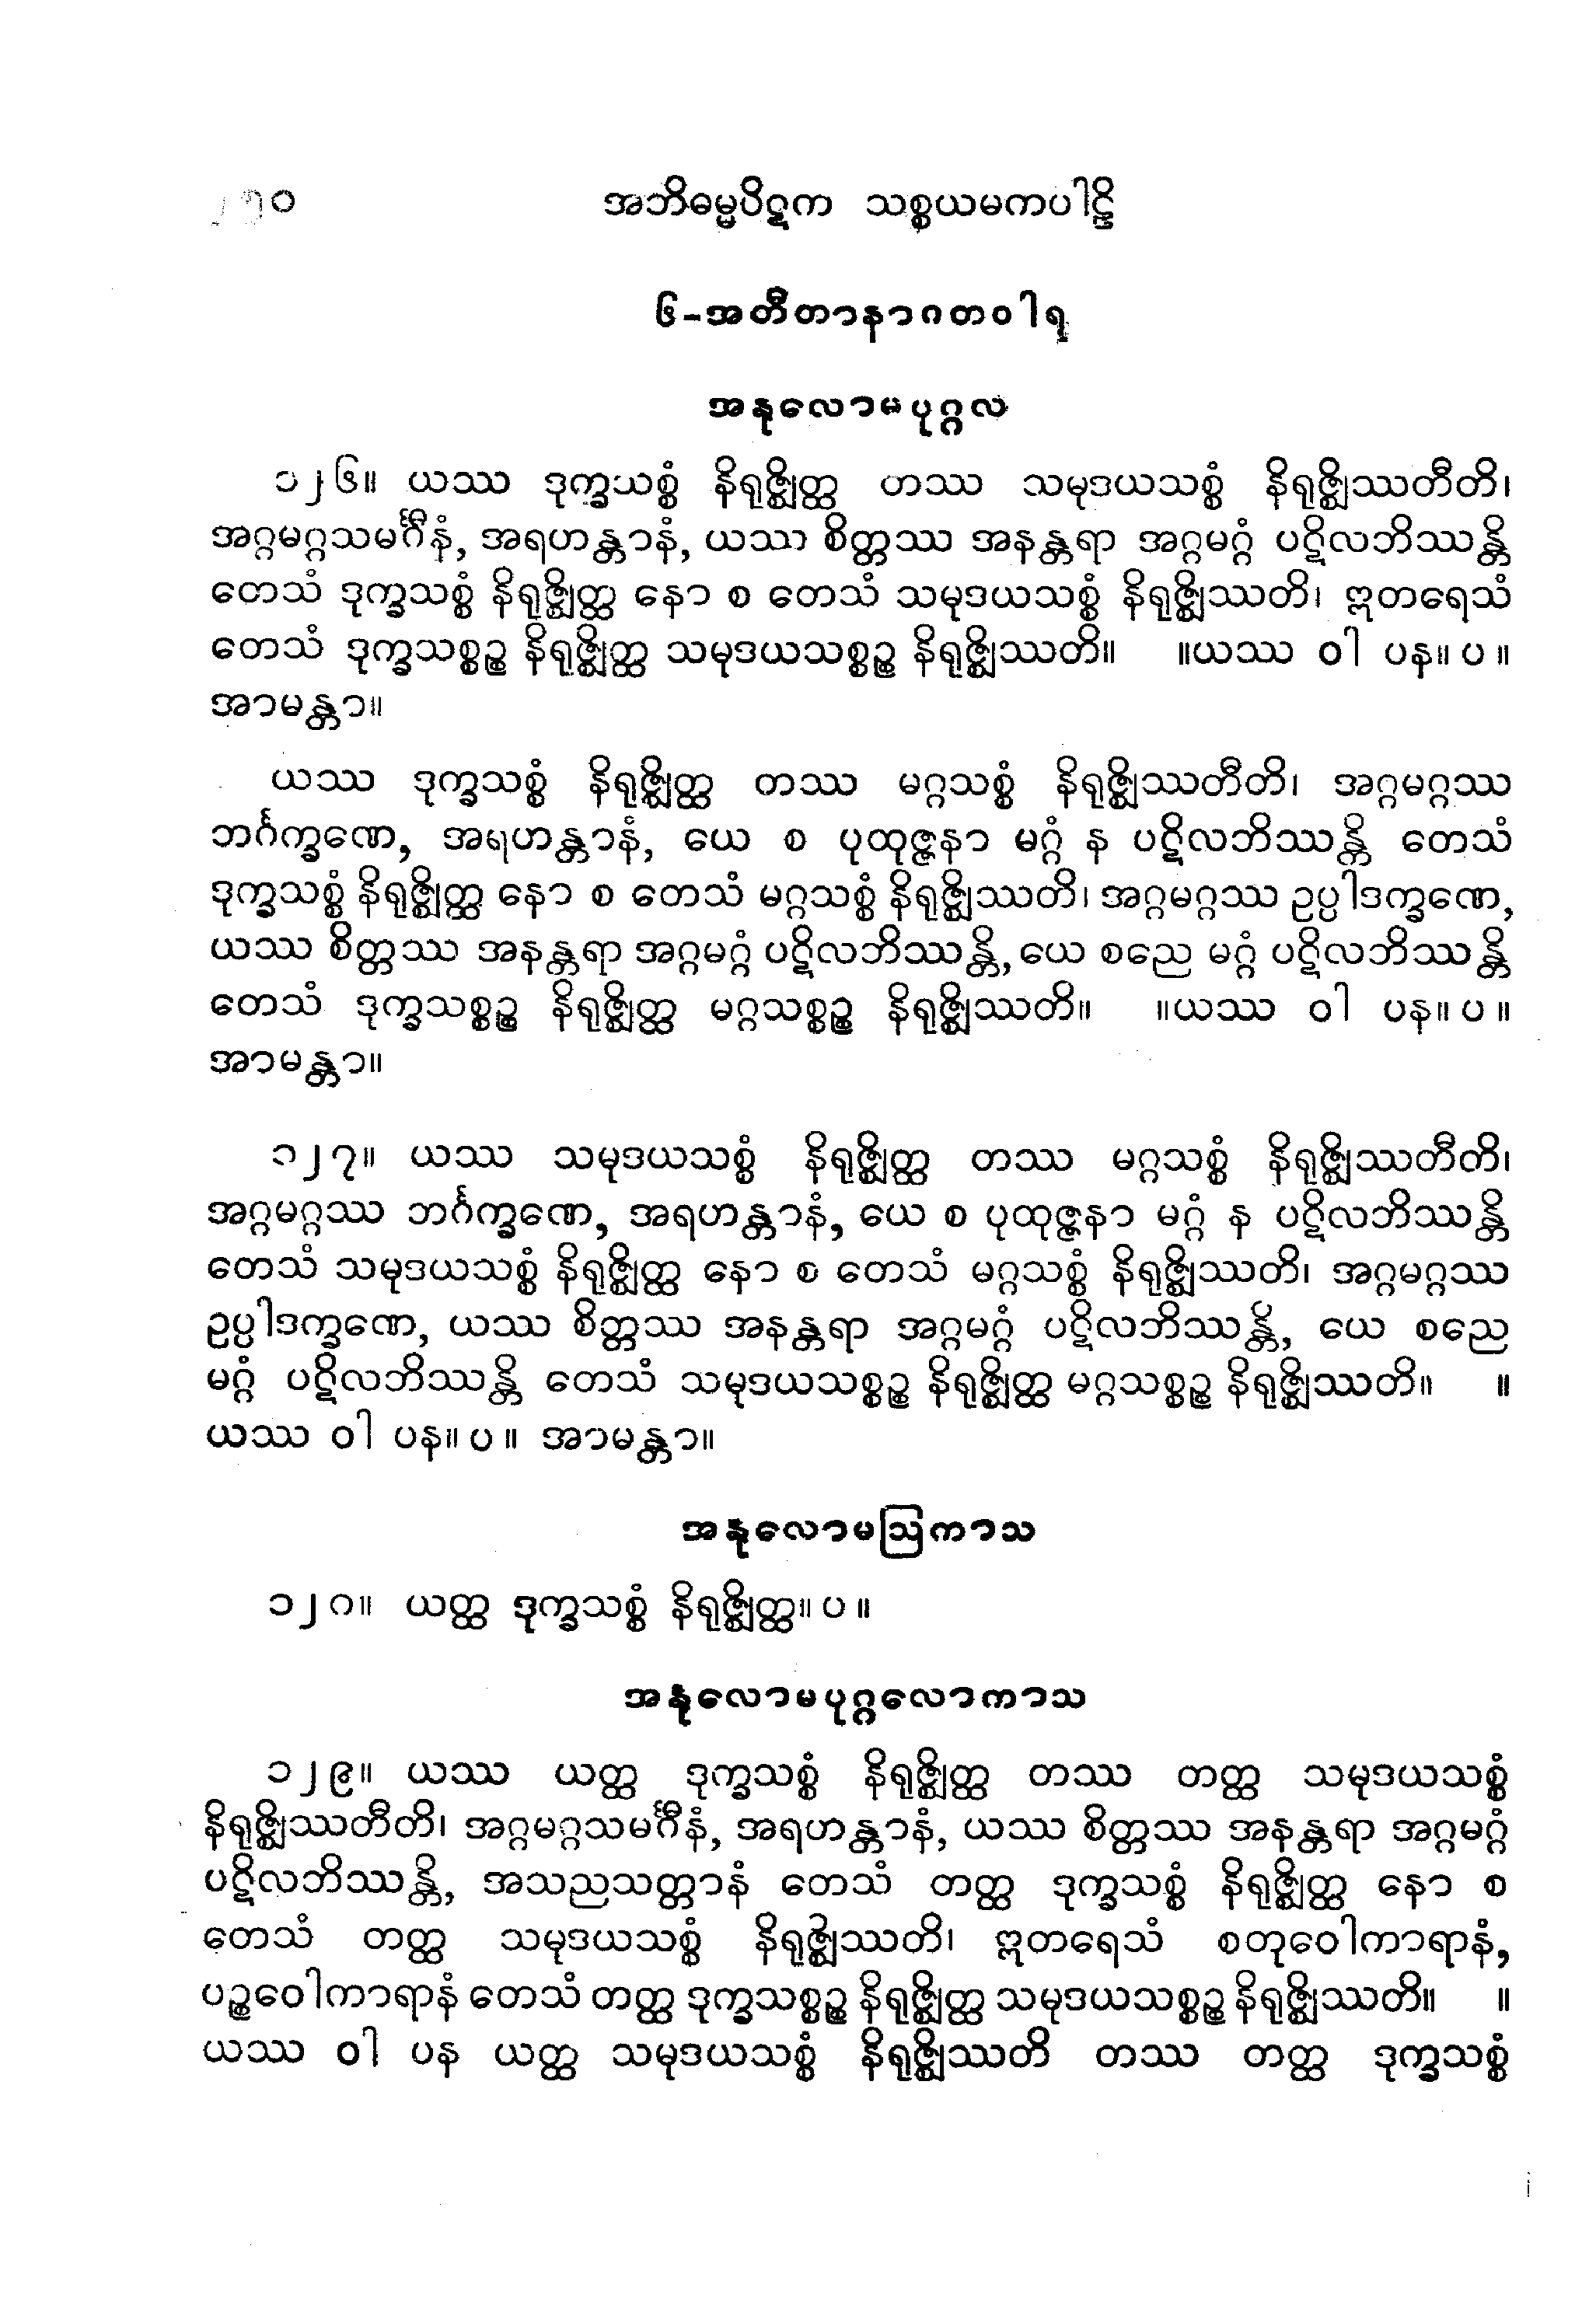 ၂၅၀ အဘိဓမ္မပိဋက သစ္စယမကပါဠိ
၆-အတီတာနာဂတဝါရ
အနုလောမပုဂ္ဂလ
၁၂၆။ ယဿ ဒုက္ခသစ္စံ နိရုဇ္ဈိတ္ထ တဿ သမုဒယသစ္စံ နိရုဇ္ဈိဿတီတိ၊
အဂ္ဂမဂ္ဂသမင်္ဂီနံ, အရဟန္တာနံ, ယဿ စိတ္တဿ အနန္တရာ အဂ္ဂမဂ္ဂံ ပဋိလဘိဿန္တိ
တေသံ ဒုက္ခသစ္စံ နိရုဇ္ဈိတ္ထ နော စ တေသံ သမုဒယသစ္စံ နိရုဇ္ဈိဿတိ၊ ဣတရေသံ
တေသံ ဒုက္ခသစ္စဉ္စ နိရုဇ္ဈိတ္ထ သမုဒယသစ္စဉ္စ နိရုဇ္ဈိဿတိ။ ။ယဿ ဝါ ပန။ ပ ။
အာမန္တာ။
ယဿ ဒုက္ခသစ္စံ နိရုဇ္ဈိတ္ထ တဿ မဂ္ဂသစ္စံ နိရုဇ္ဈိဿတီတိ၊ အဂ္ဂမဂ္ဂဿ
ဘင်္ဂက္ခဏေ, အရဟန္တာနံ, ယေ စ ပုထုဇ္ဇနာ မဂ္ဂံ န ပဋိလဘိဿန္တိ တေသံ
ဒုက္ခသစ္စံ နိရုဇ္ဈိတ္ထ နော စ တေသံ မဂ္ဂသစ္စံ နိရုဇ္ဈိဿတိ၊ အဂ္ဂမဂ္ဂဿ ဥပ္ပါဒက္ခဏေ,
ယဿ စိတ္တဿ အနန္တရာ အဂ္ဂမဂ္ဂံ ပဋိလဘိဿန္တိ, ယေ စညေ မဂ္ဂံ ပဋိလဘိဿန္တိ
တေသံ ဒုက္ခသစ္စဉ္စ နိရုဇ္ဈိတ္ထ မဂ္ဂသစ္စဉ္စ နိရုဇ္ဈိဿတိ။ ။ယဿ ဝါ ပန။ ပ ။
အာမန္တာ။
၁၂၇။ ယဿ သမုဒယသစ္စံ နိရုဇ္ဈိတ္ထ တဿ မဂ္ဂသစ္စံ နိရုဇ္ဈိဿတီတိ၊
အဂ္ဂမဂ္ဂဿ ဘင်္ဂက္ခဏေ, အရဟန္တာနံ, ယေ စ ပုထုဇ္ဇနာ မဂ္ဂံ န ပဋိလဘိဿန္တိ
တေသံ သမုဒယသစ္စံ နိရုဇ္ဈိတ္ထ နော စ တေသံ မဂ္ဂသစ္စံ နိရုဇ္ဈိဿတိ၊ အဂ္ဂမဂ္ဂဿ
ဥပ္ပါဒက္ခဏေ, ယဿ စိတ္တဿ အနန္တရာ အဂ္ဂမဂ္ဂံ ပဋိလဘိဿန္တိ, ယေ စညေ
မဂ္ဂံ ပဋိလဘိဿန္တိ တေသံ သမုဒယသစ္စဉ္စ နိရုဇ္ဈိတ္ထ မဂ္ဂသစ္စဉ္စ နိရုဇ္ဈိဿတိ။ ။
ယဿ ဝါ ပန။ ပ ။ အာမန္တာ။
အနုလောမဩကာသ
၁၂၈။ ယတ္ထ ဒုက္ခသစ္စံ နိရုဇ္ဈိတ္ထ။ ပ ။
အနုလောမပုဂ္ဂလောကာသ
၁၂၉။ ယဿ ယတ္ထ ဒုက္ခသစ္စံ နိရုဇ္ဈိတ္ထ တဿ တတ္ထ သမုဒယသစ္စံ
နိရုဇ္ဈိဿတီတိ၊ အဂ္ဂမဂ္ဂသမင်္ဂီနံ, အရဟန္တာနံ, ယဿ စိတ္တဿ အနန္တရာ အဂ္ဂမဂ္ဂံ
ပဋိလဘိဿန္တိ, အသညသတ္တာနံ တေသံ တတ္ထ ဒုက္ခသစ္စံ နိရုဇ္ဈိတ္ထ နော စ
တေသံ တတ္ထ သမုဒယသစ္စံ နိရုဇ္ဈိဿတိ၊ ဣတရေသံ စတုဝေါကာရာနံ,
ပဉ္စဝေါကာရာနံ တေသံ တတ္ထ ဒုက္ခသစ္စဉ္စ နိရုဇ္ဈိတ္ထ သမုဒယသစ္စဉ္စ နိရုဇ္ဈိဿတိ။ ။
ယဿ ဝါ ပန ယတ္ထ သမုဒယသစ္စံ နိရုဇ္ဈိဿတိ တဿ တတ္ထ ဒုက္ခသစ္စံ